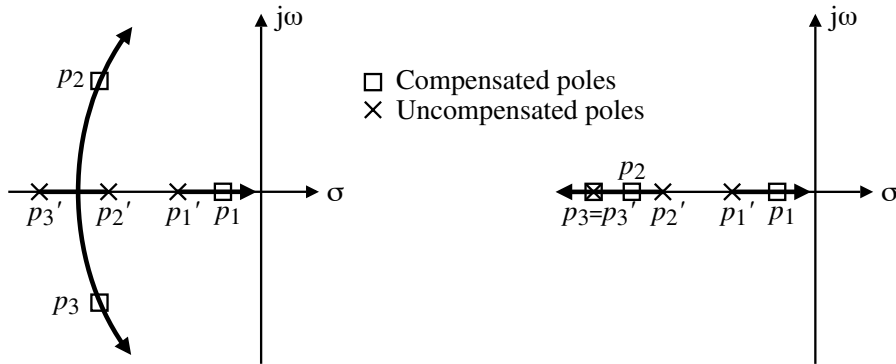 jω
jω
p₂
Compensated poles
Uncompensated poles
p₂
σ
σ
p₃′ p₂′ p₁′ p₁
p₃=p₃′ p₂′ p₁′ p₁
p₃